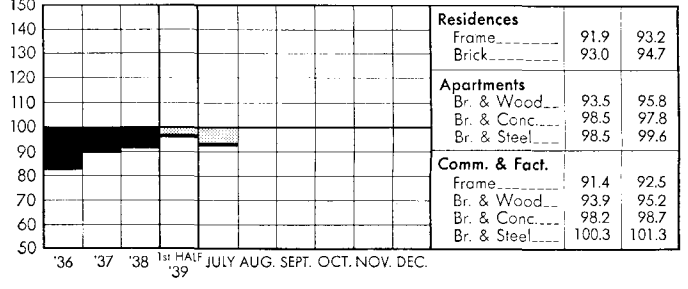 150
140
130
120
110
100
90
80
70
60
50
'36 '37 '38 1st HALF '39 JULY AUG. SEPT. OCT. NOV. DEC.
Residences
Frame 91.9 93.2
Brick 93.0 94.7
Apartments
Br. & Wood 93.5 95.8
Br. & Conc. 98.5 97.8
Br. & Steel 98.5 99.6
Comm. & Fact.
Frame 91.4 92.5
Br. & Wood 93.9 95.2
Br. & Conc. 98.2 98.7
Br. & Steel 100.3 101.3